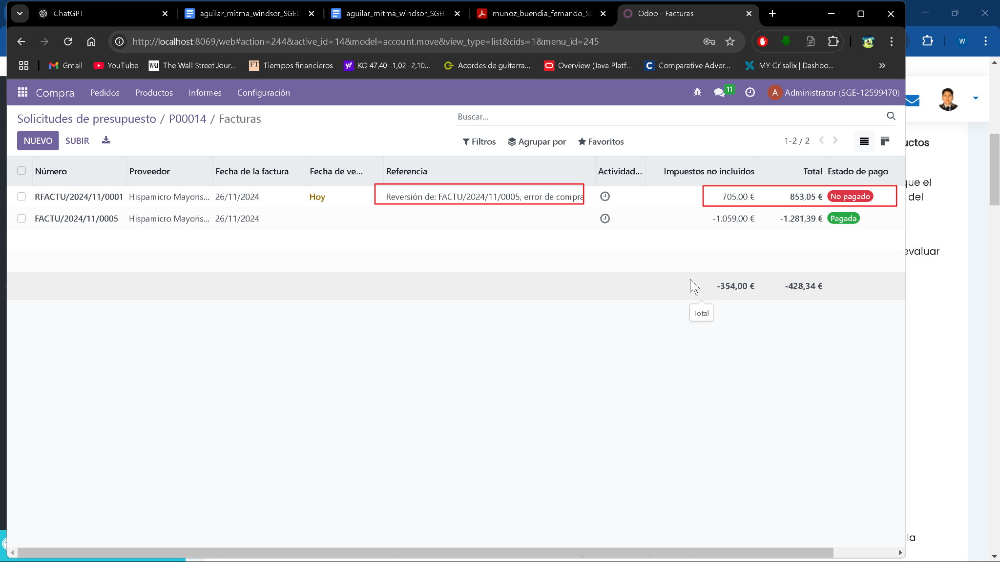 ChatGPT
aguilar_mitma_windsor_SGE0
aguilar_mitma_windsor_SGE0
munoz_buendia_fernando_SG
Odoo - Facturas
http://localhost:8069/web#action=244&active_id=14&model=account.move&view_type=list&cids=1&menu_id=245
W
Gmail
YouTube
WSJ The Wall Street Jour...
FT Tiempos financieros
KO 47,40 -1,02 -2,10...
Acordes de guitarra...
Overview (Java Platf...
C Comparative Adver...
MY Crisalix | Dashbo...
Compra Pedidos Productos Informes Configuración
11
A Administrator (SGE-12599470)
Solicitudes de presupuesto / P00014 / Facturas
Buscar...
NUEVO SUBIR
Filtros Agrupar por Favoritos
1-2 / 2
uctos
Número Proveedor Fecha de la factura Fecha de ve... Referencia Actividad... Impuestos no incluidos Total Estado de pago
que el
RFACTU/2024/11/0001 Hispamicro Mayoris... 26/11/2024 Hoy Reversión de: FACTU/2024/11/0005, error de compra 705,00 € 853,05 € No pagado
del
FACTU/2024/11/0005 Hispamicro Mayoris... 26/11/2024 -1.059,00 € -1.281,39 € Pagada
evaluar
-354,00 € -428,34 €
Total
la